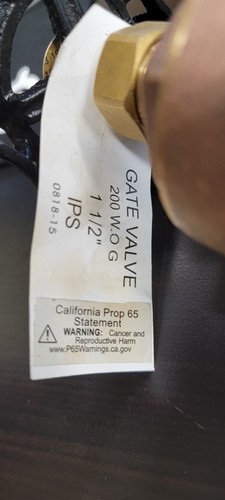 GATE VALVE
200 W.O.G
1 1/2"
IPS
0818-15
California Prop 65
Statement
WARNING: Cancer and
Reproductive Harm
www.P65Warnings.ca.gov